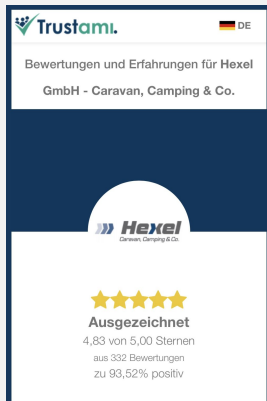 Trustami.
DE
Bewertungen und Erfahrungen für Hexel
GmbH - Caravan, Camping & Co.
Hexel
Caravan, Camping & Co.
Ausgezeichnet
4,83 von 5,00 Sternen
aus 332 Bewertungen
zu 93,52% positiv